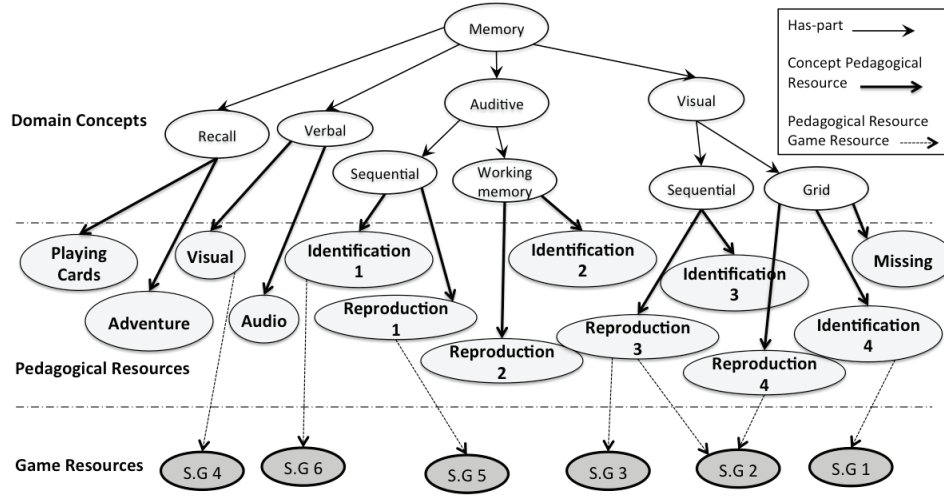 Memory
Has-part
Concept Pedagogical
Resource
Pedagogical Resource
Game Resource
Domain Concepts
Recall
Verbal
Auditive
Visual
Sequential
Working
memory
Sequential
Grid
Playing
Cards
Visual
Identification
1
Identification
2
Identification
3
Missing
Adventure
Audio
Reproduction
1
Reproduction
2
Reproduction
3
Reproduction
4
Identification
4
Pedagogical Resources
Game Resources
S.G 4
S.G 6
S.G 5
S.G 3
S.G 2
S.G 1